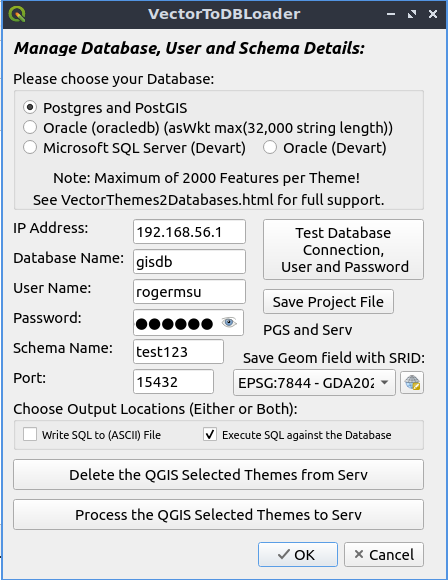 VectorToDBLoader
Manage Database, User and Schema Details:
Please choose your Database:
Postgres and PostGIS
Oracle (oracledb) (asWkt max(32,000 string length))
Microsoft SQL Server (Devart) Oracle (Devart)
Note: Maximum of 2000 Features per Theme!
See VectorThemes2Databases.html for full support.
IP Address: 192.168.56.1
Test Database
Connection,
User and Password
Database Name: gisdb
User Name: rogermsu
Save Project File
Password: ●●●●●●
PGS and Serv
Schema Name: test123
Save Geom field with SRID:
Port: 15432
EPSG:7844 - GDA202
Choose Output Locations (Either or Both):
Write SQL to (ASCII) File Execute SQL against the Database
Delete the QGIS Selected Themes from Serv
Process the QGIS Selected Themes to Serv
OK Cancel